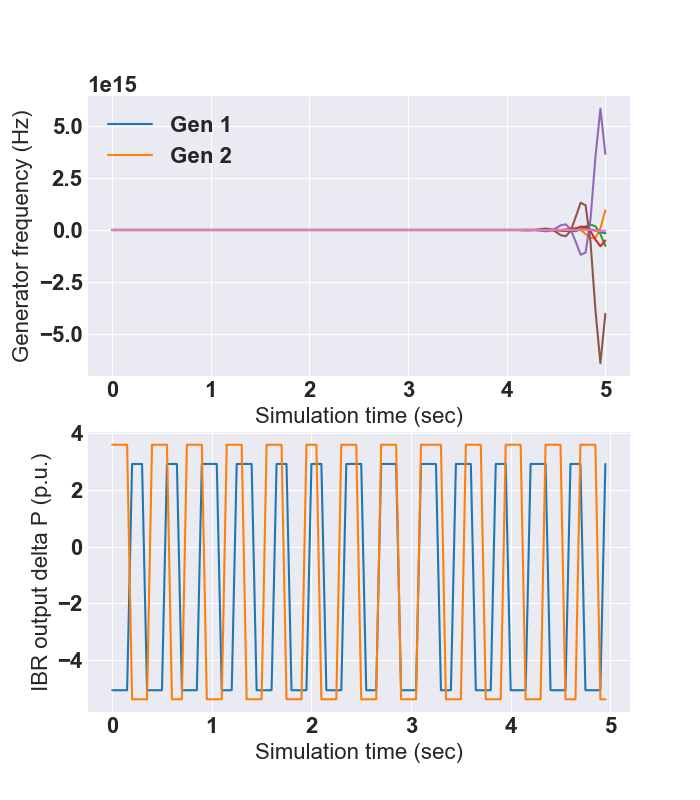 1e15
Generator frequency (Hz)
5.0
2.5
0.0
−2.5
−5.0
Gen 1
Gen 2
0 1 2 3 4 5
Simulation time (sec)
IBR output delta P (p.u.)
4
2
0
−2
−4
0 1 2 3 4 5
Simulation time (sec)